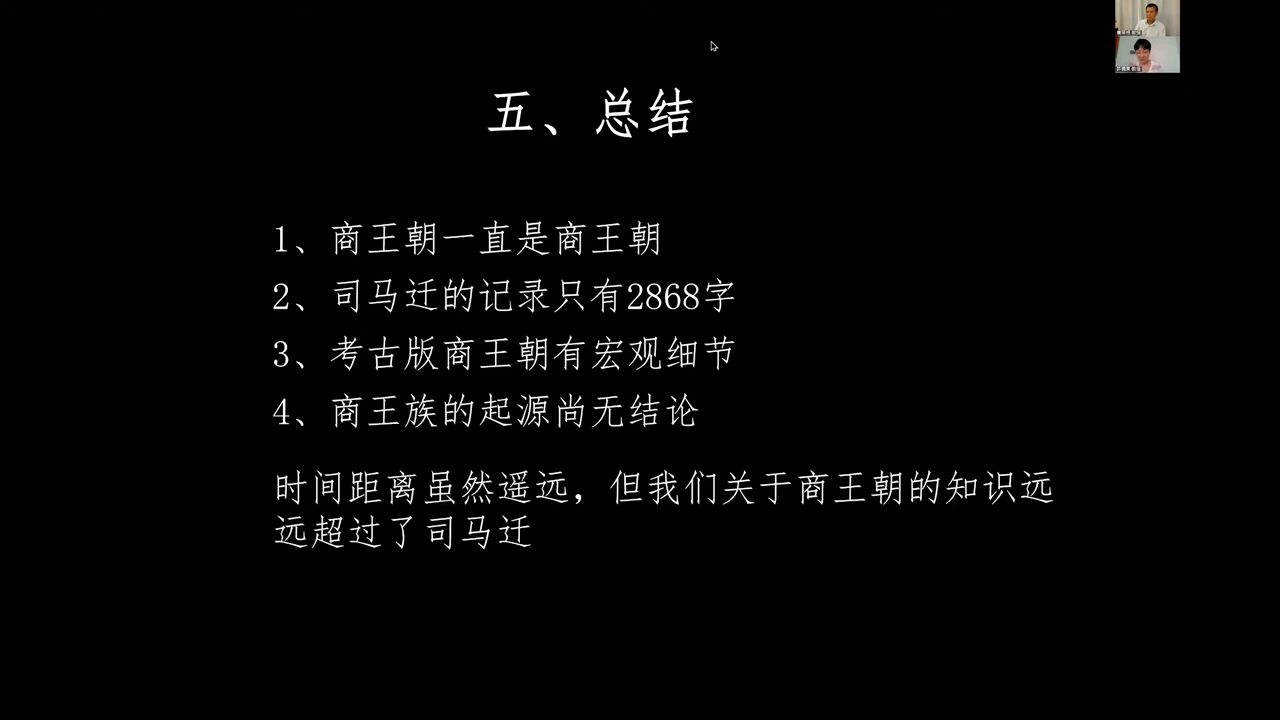 五、总结
1、商王朝一直是商王朝
2、司马迁的记录只有2868字
3、考古版商王朝有宏观细节
4、商王族的起源尚无结论
时间距离虽然遥远，但我们关于商王朝的知识远
远超过了司马迁